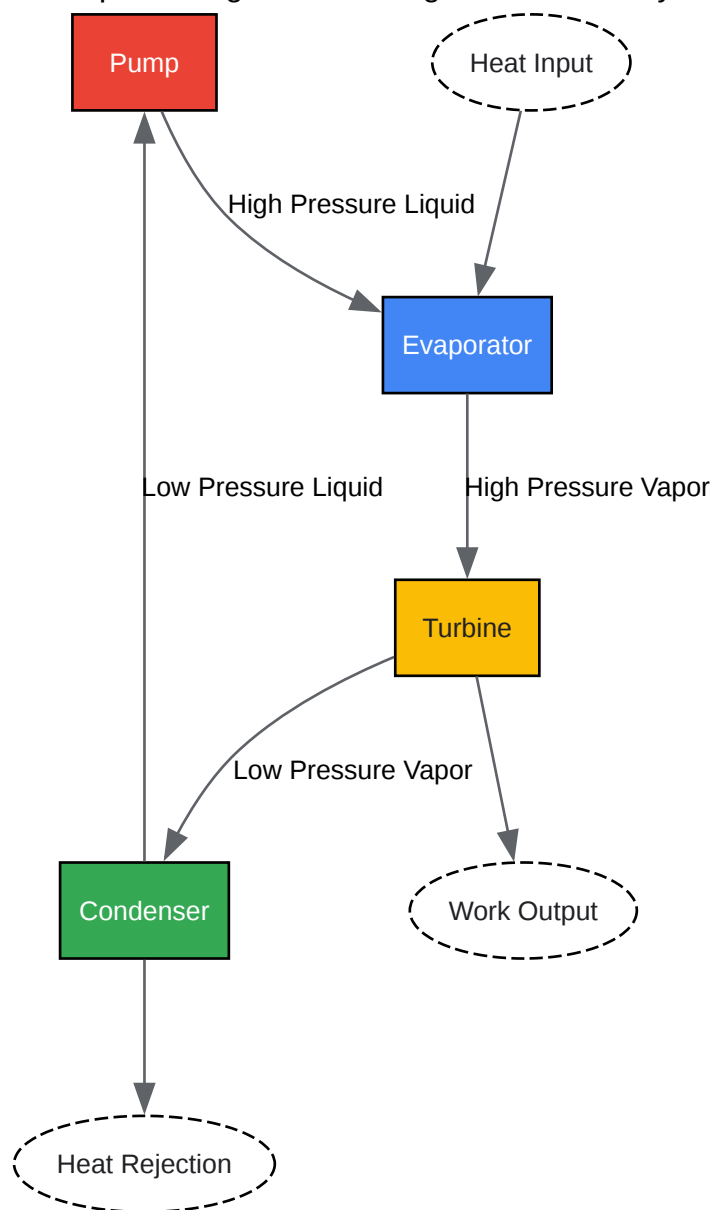 Pump
Heat Input
High Pressure Liquid
Evaporator
Low Pressure Liquid
High Pressure Vapor
Turbine
Low Pressure Vapor
Condenser
Work Output
Heat Rejection